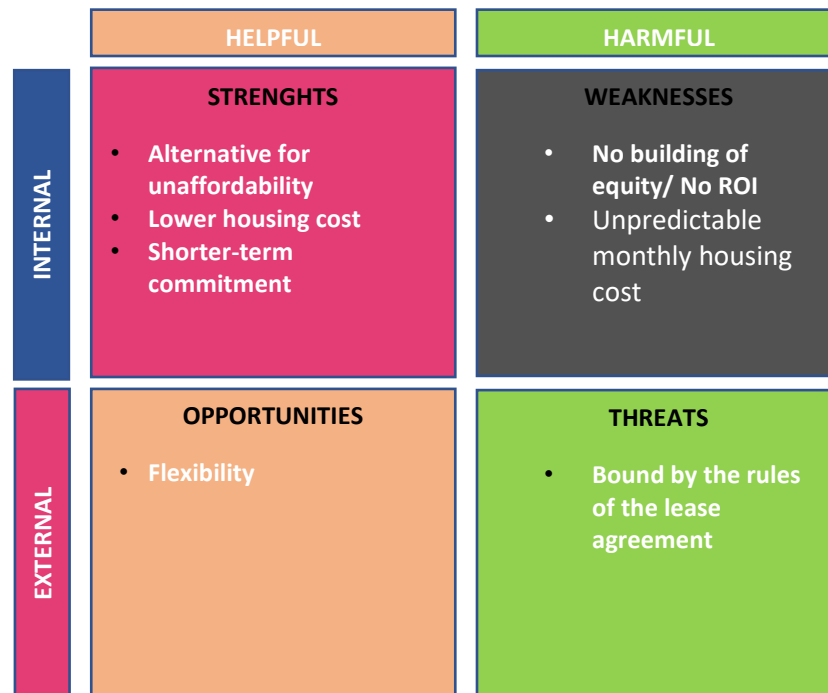 HELPFUL
HARMFUL
INTERNAL
STRENGHTS
• Alternative for
unaffordability
• Lower housing cost
• Shorter-term
commitment
WEAKNESSES
• No building of
equity/ No ROI
• Unpredictable
monthly housing
cost
EXTERNAL
OPPORTUNITIES
• Flexibility
THREATS
• Bound by the rules
of the lease
agreement